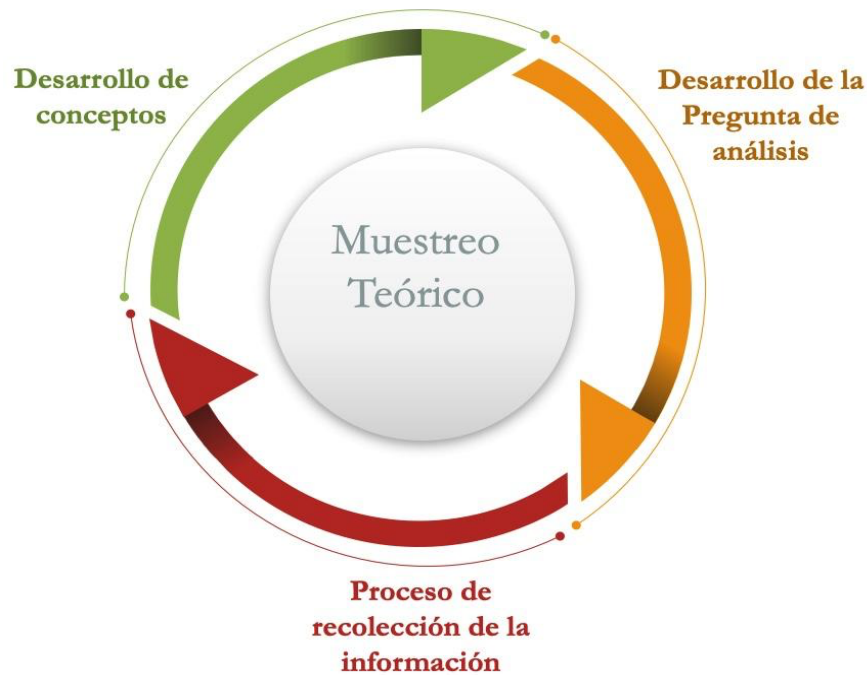 Desarrollo de
conceptos
Desarrollo de la
Pregunta de
análisis
Muestreo
Teórico
Proceso de
recolección de la
información